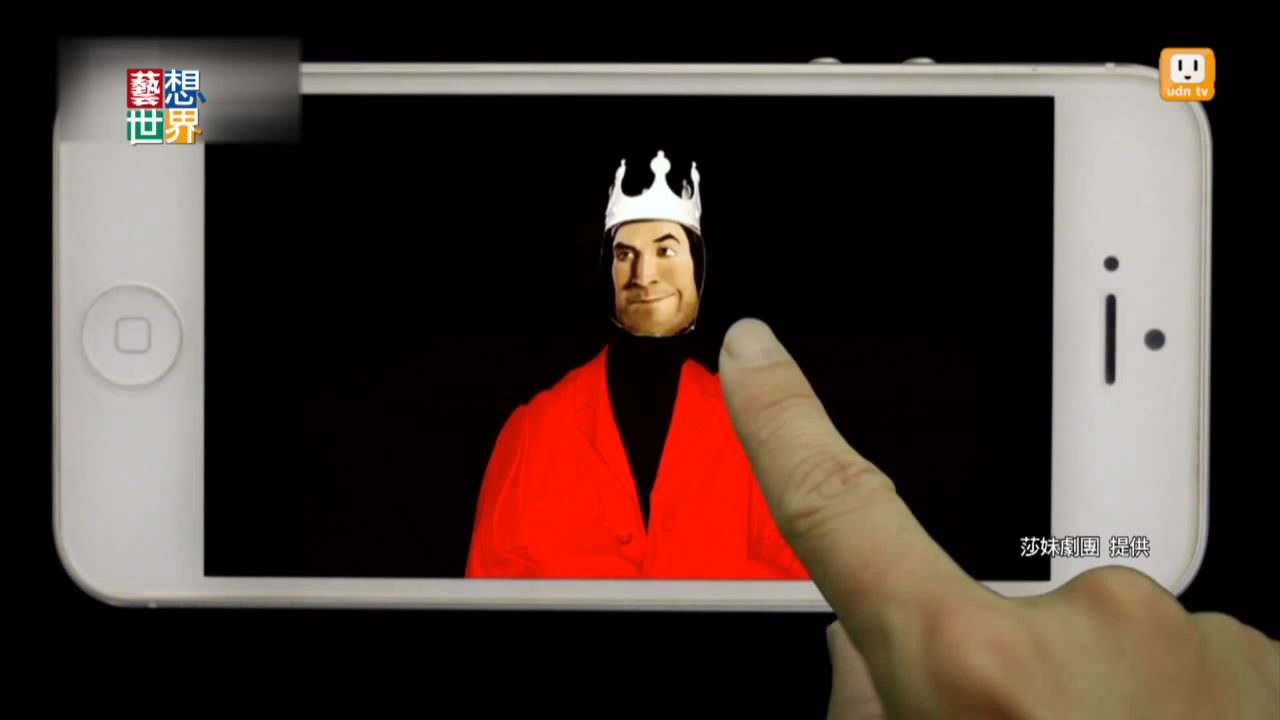 藝想
世界
udn tv
莎妹劇團 提供